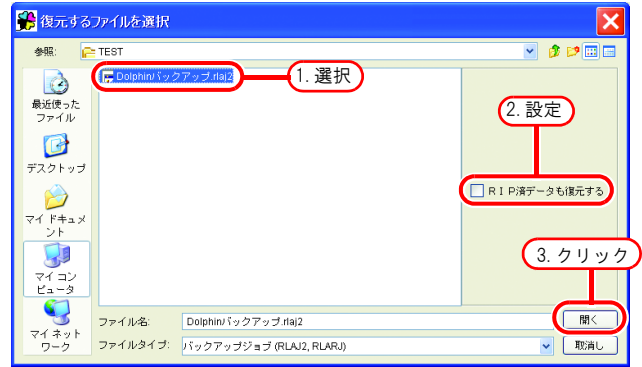 復元するファイルを選択
参照: TEST
Dolphinバックアップ.rlaj2
1. 選択
最近使った
ファイル
2. 設定
デスクトップ
RIP済データも復元する
マイ ドキュメ
ント
3. クリック
マイ コン
ピュータ
ファイル名: Dolphinバックアップ.rlaj2 開く
マイ ネット
ワーク
ファイルタイプ: バックアップジョブ (RLAJ2, RLARJ) 取消し